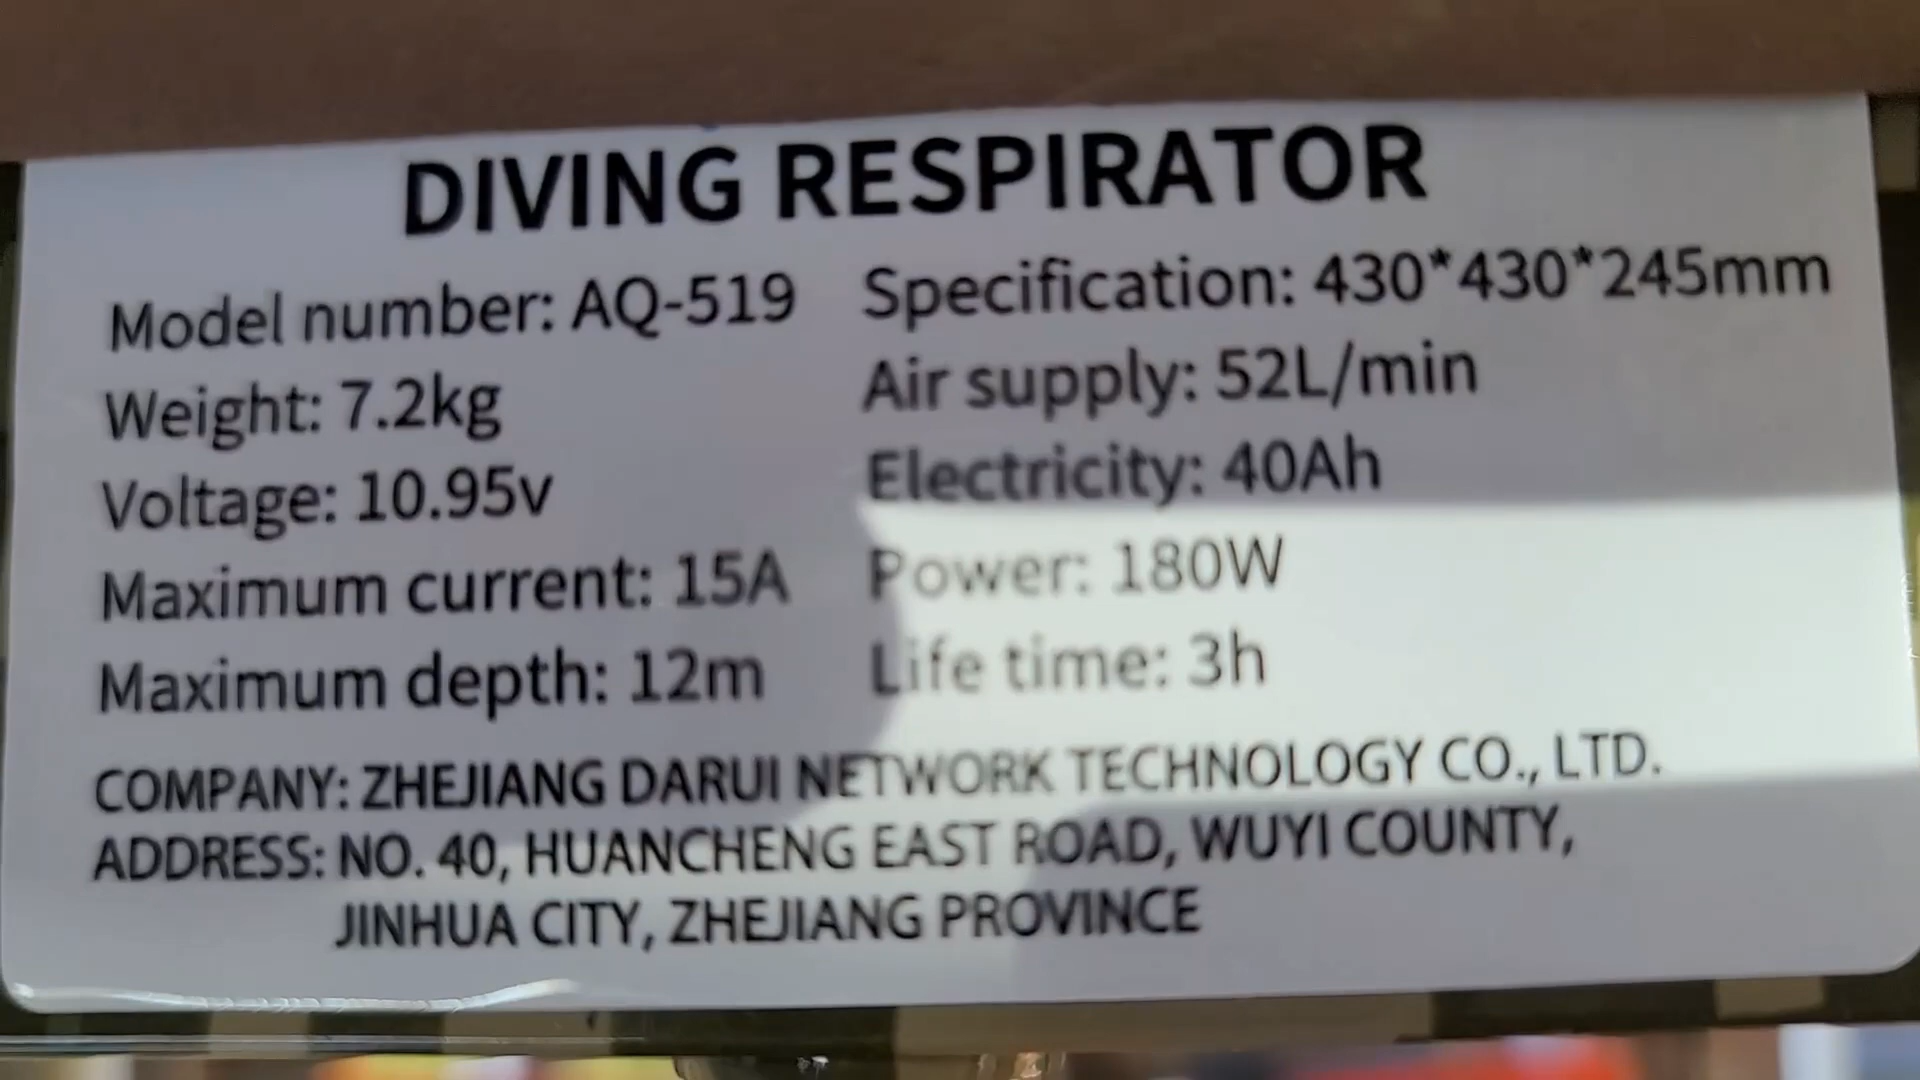 DIVING RESPIRATOR
Model number: AQ-519 Specification: 430*430*245mm
Weight: 7.2kg Air supply: 52L/min
Voltage: 10.95v Electricity: 40Ah
Maximum current: 15A Power: 180W
Maximum depth: 12m Life time: 3h
COMPANY: ZHEJIANG DARUI NETWORK TECHNOLOGY CO., LTD.
ADDRESS: NO. 40, HUANCHENG EAST ROAD, WUYI COUNTY,
JINHUA CITY, ZHEJIANG PROVINCE